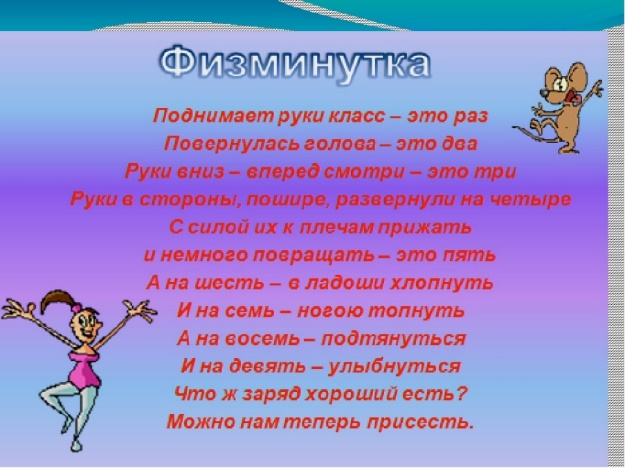 Физминутка
Поднимает руки класс – это раз
Повернулась голова – это два
Руки вниз – вперед смотри – это три
Руки в стороны, пошире, развернули на четыре
С силой их к плечам прижать
и немного повращать – это пять
А на шесть – в ладоши хлопнуть
И на семь – ногою топнуть
А на восемь – подтянуться
И на девять – улыбнуться
Что ж заряд хороший есть?
Можно нам теперь присесть.